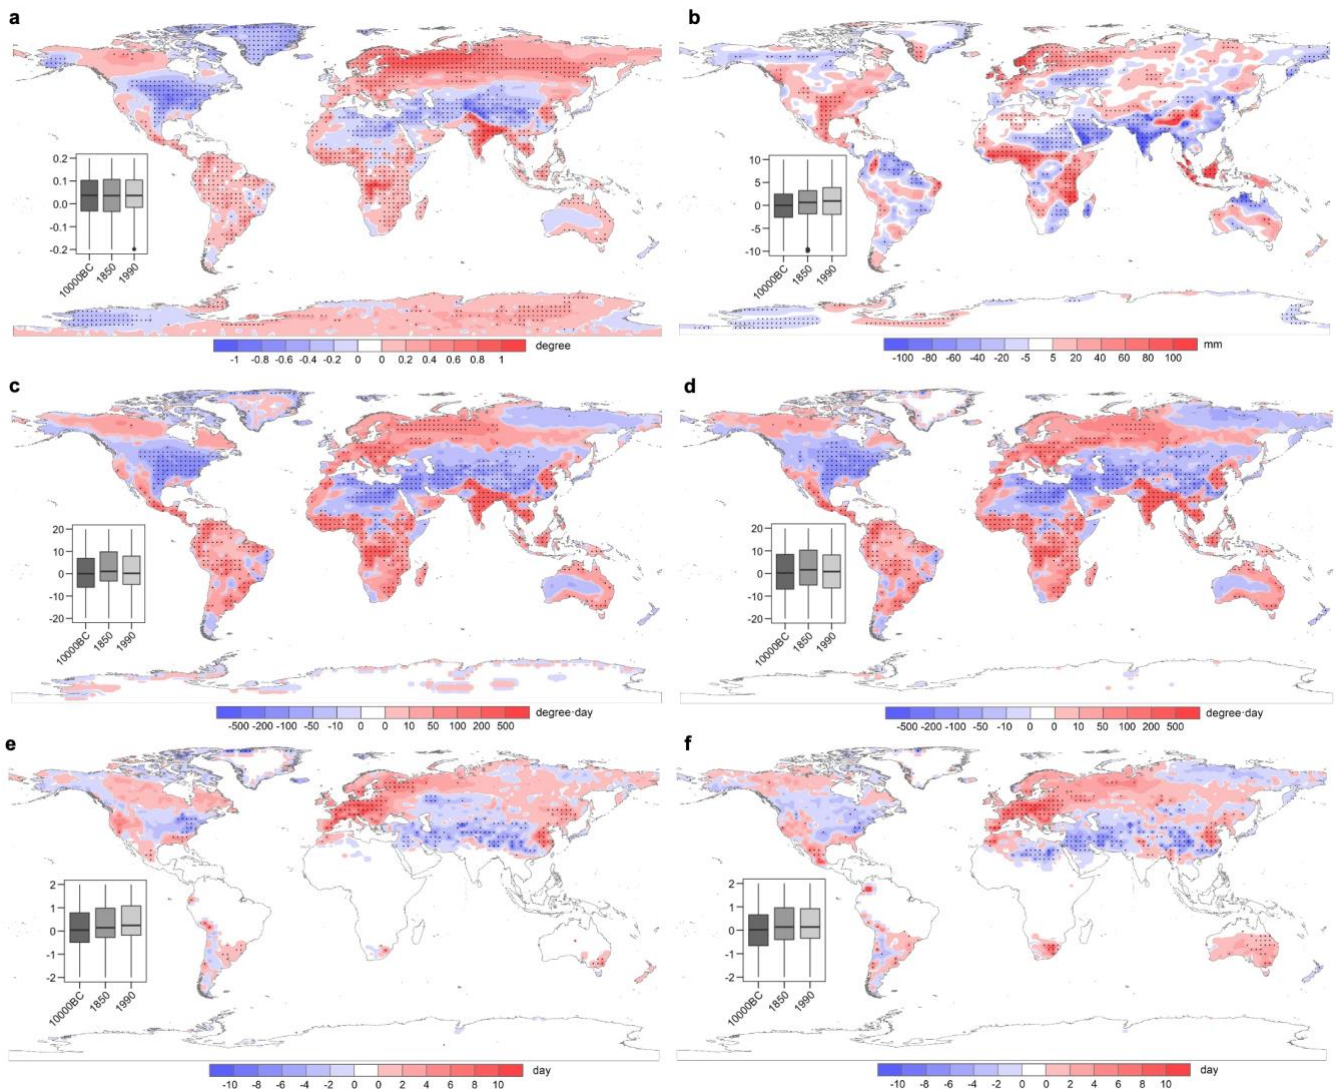 a
0.2
0.1
0.0
-0.1
-0.2
10000BC 1850 1990
-1 -0.8 -0.6 -0.4 -0.2 0 0.2 0.4 0.6 0.8 1 degree
b
10
5
0
-5
-10
10000BC 1850 1990
-100 -80 -60 -40 -20 -5 5 20 40 60 80 100 mm
c
20
10
0
-10
-20
10000BC 1850 1990
-500 -200 -100 -50 -10 0 0 10 50 100 200 500 degree·day
d
20
10
0
-10
-20
10000BC 1850 1990
-500 -200 -100 -50 -10 0 0 10 50 100 200 500 degree·day
e
2
1
0
-1
-2
10000BC 1850 1990
-10 -8 -6 -4 -2 0 0 2 4 6 8 10 day
f
2
1
0
-1
-2
10000BC 1850 1990
-10 -8 -6 -4 -2 0 0 2 4 6 8 10 day